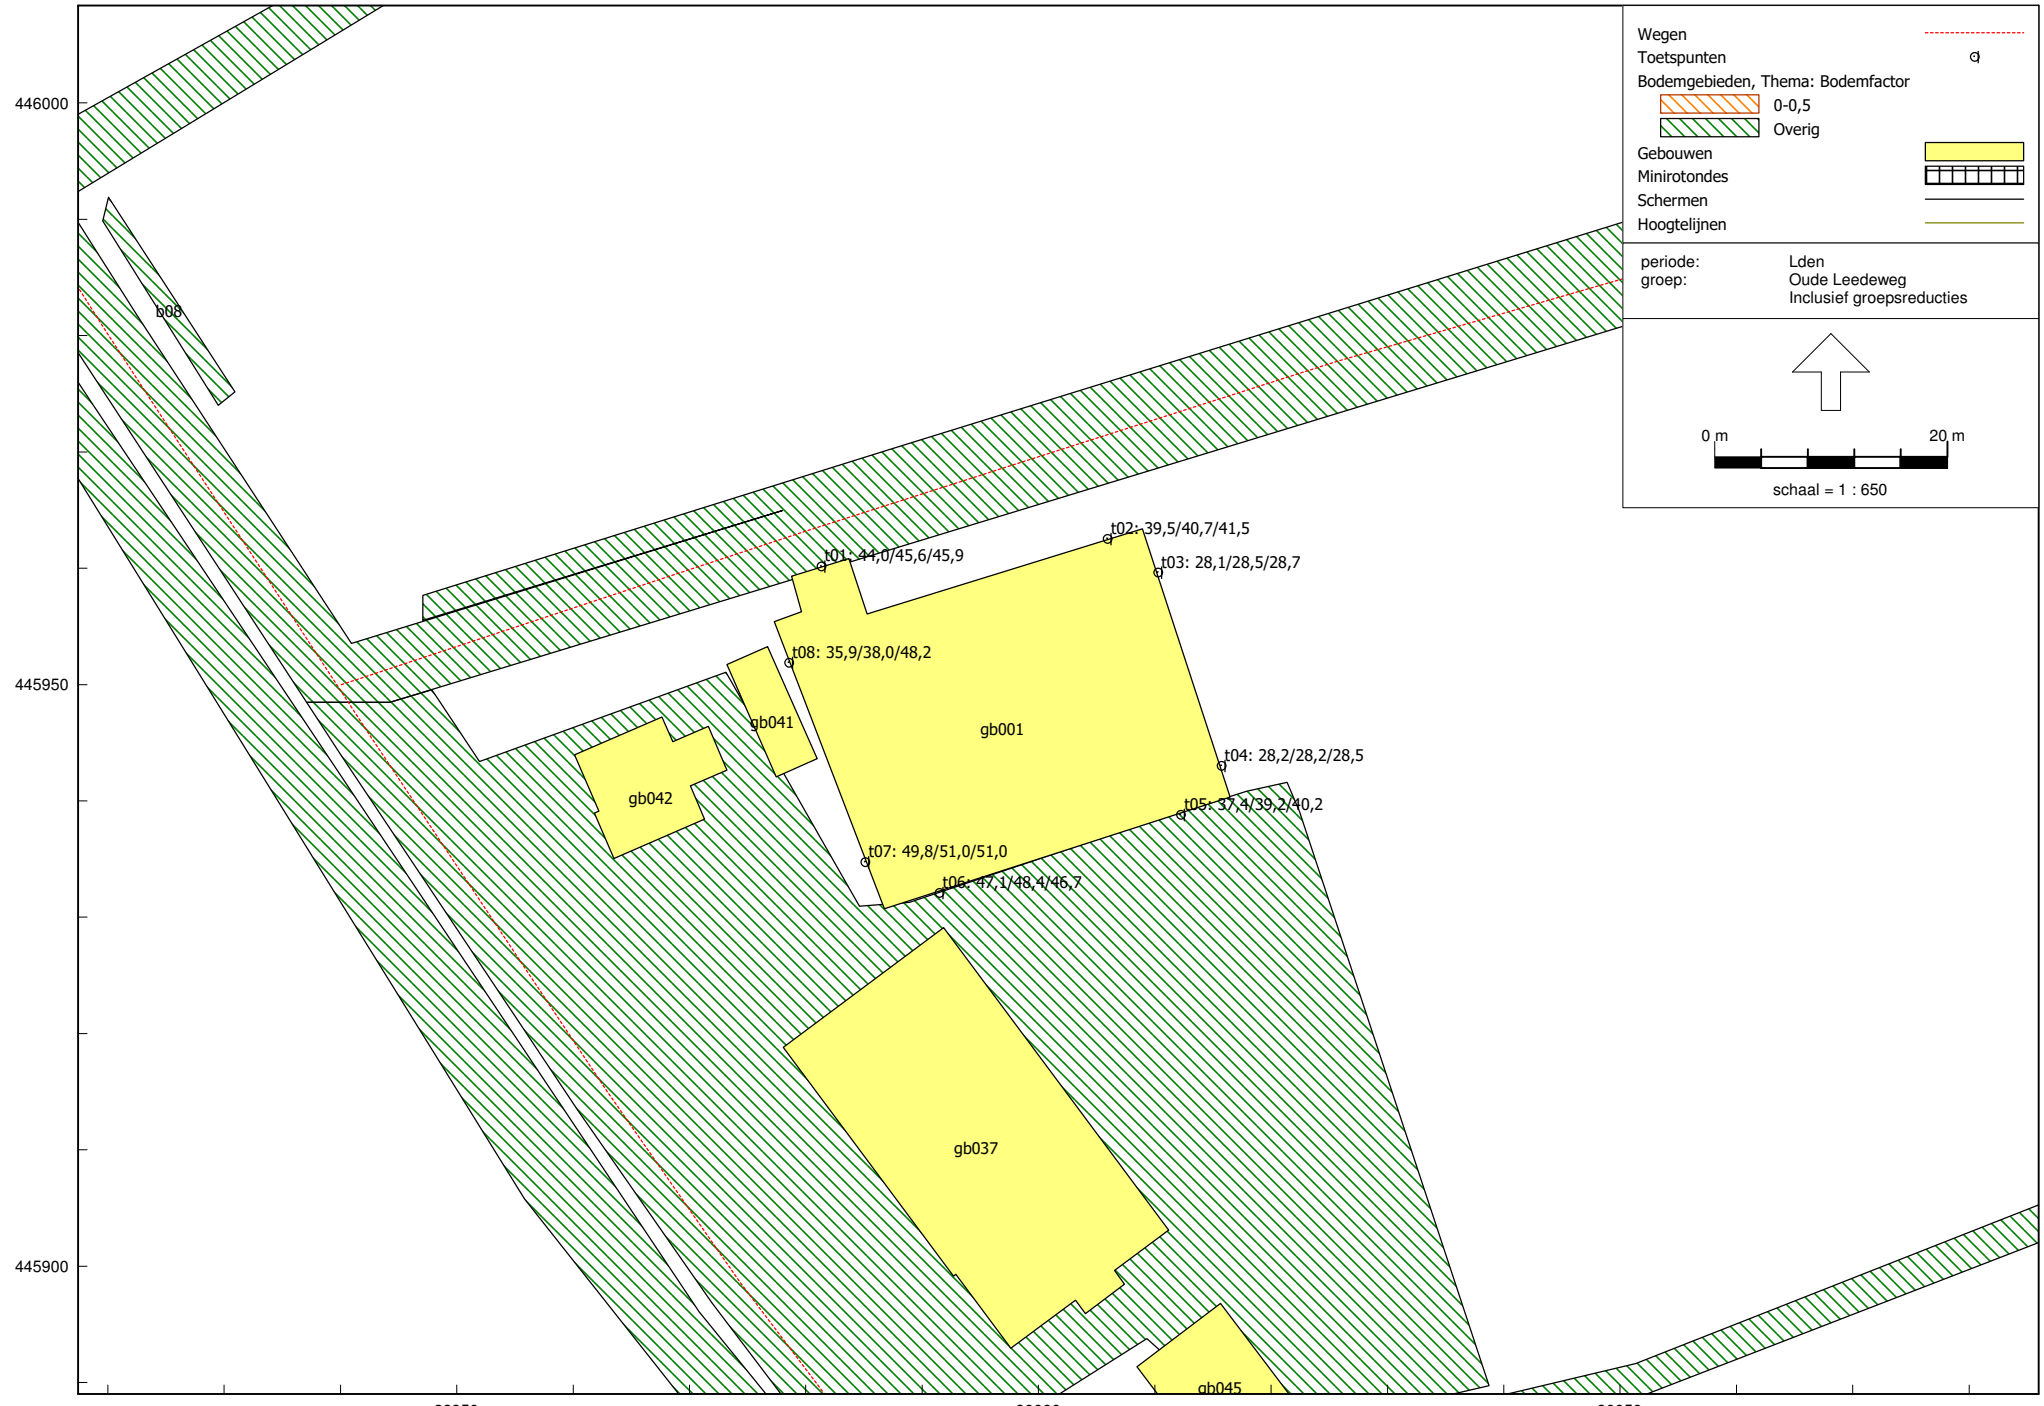 Wegen
Toetspunten
Bodemgebieden, Thema: Bodemfactor
0-0,5
Overig
Gebouwen
Minirotondes
Schermen
Hoogtelijnen
periode: Lden
groep: Oude Leedeweg
Inclusief groepsreducties
0 m 20 m
schaal = 1 : 650
446000
b08
t02: 39,5/40,7/41,5
t01: 44,0/45,6/45,9
t03: 28,1/28,5/28,7
t08: 35,9/38,0/48,2
445950
gb041
gb001
t04: 28,2/28,2/28,5
gb042
t05: 37,4/39,2/40,2
t07: 49,8/51,0/51,0
t06: 47,1/48,4/46,7
gb037
445900
gb045